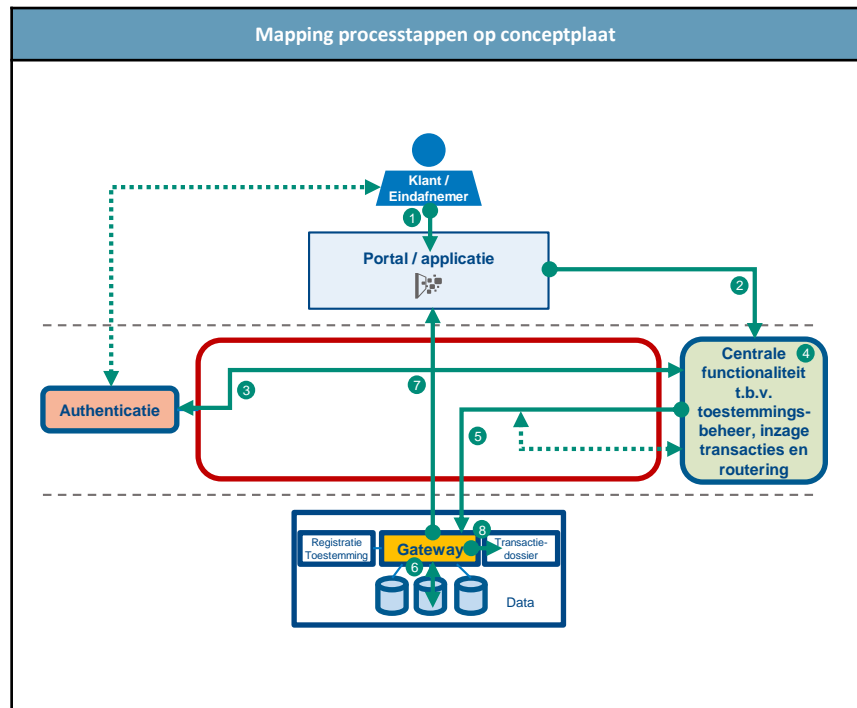 Mapping processtappen op conceptplaat
Klant /
Eindafnemer
1
Portal / applicatie
2
3
Authenticatie
7
4
Centrale
functionaliteit
t.b.v.
toestemmings-
beheer, inzage
transacties en
routering
5
Registratie
Toestemming
Gateway
8
Transactie-
dossier
6
Data